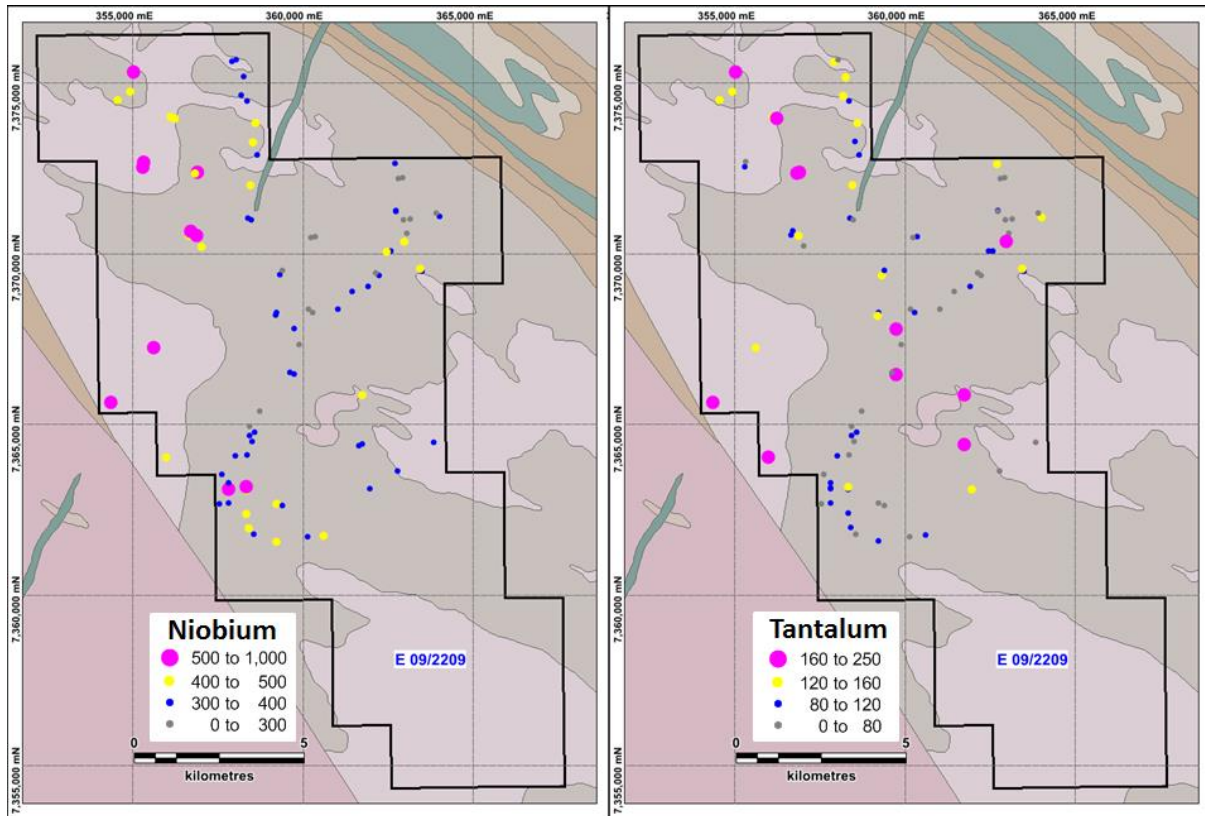 355,000 mE 360,000 mE 365,000 mE
7,375,000 mN
7,370,000 mN
7,365,000 mN
7,360,000 mN
7,355,000 mN
Niobium
500 to 1,000
400 to 500
300 to 400
0 to 300
E 09/2209
0 5
kilometres
355,000 mE 360,000 mE 365,000 mE
7,375,000 mN
7,370,000 mN
7,365,000 mN
7,360,000 mN
7,355,000 mN
Tantalum
160 to 250
120 to 160
80 to 120
0 to 80
E 09/2209
0 5
kilometres